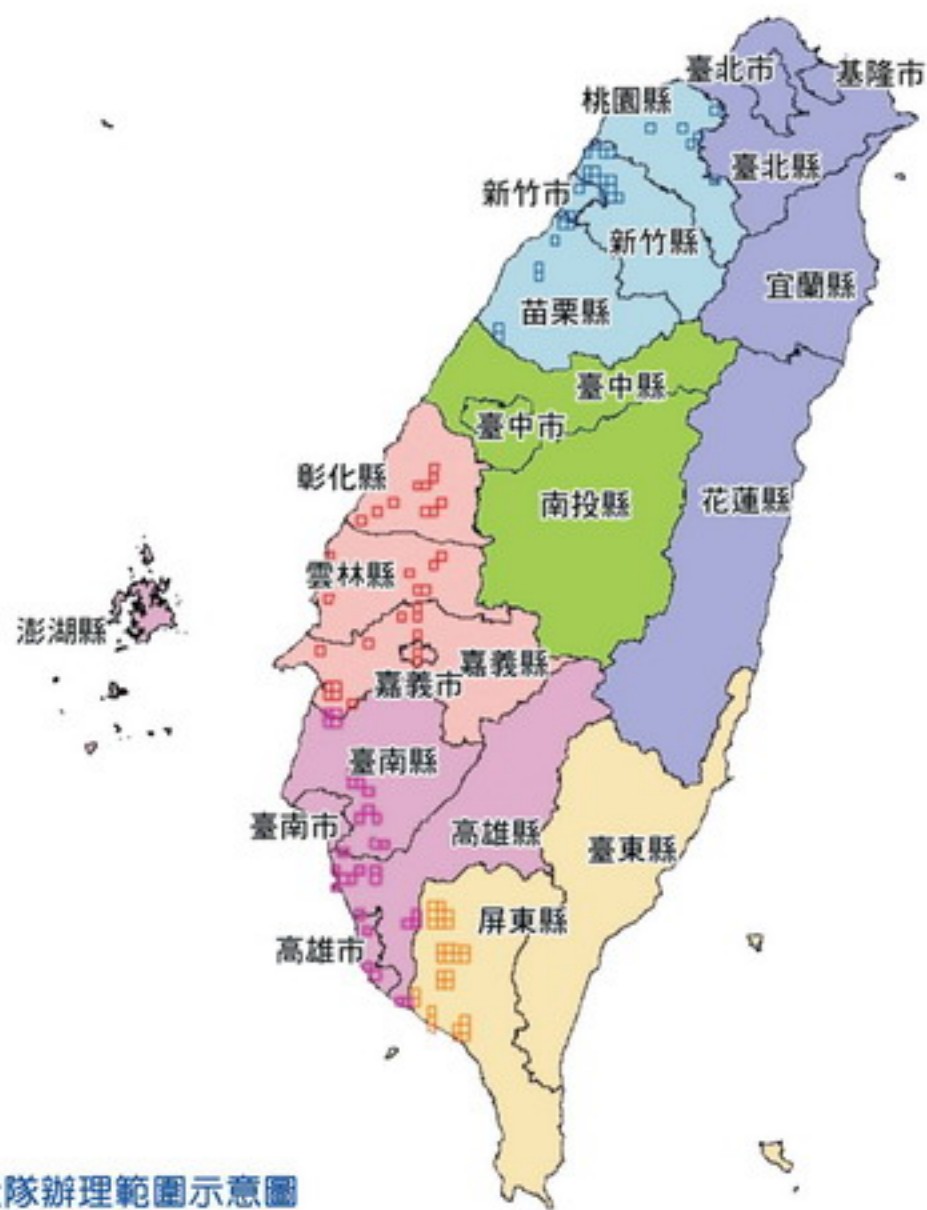 臺北市
基隆市
桃園縣
臺北縣
新竹市
新竹縣
宜蘭縣
苗栗縣
臺中縣
臺中市
彰化縣
南投縣
花蓮縣
雲林縣
澎湖縣
嘉義縣
嘉義市
臺南縣
臺南市
高雄縣
臺東縣
屏東縣
高雄市
隊辦理範圍示意圖